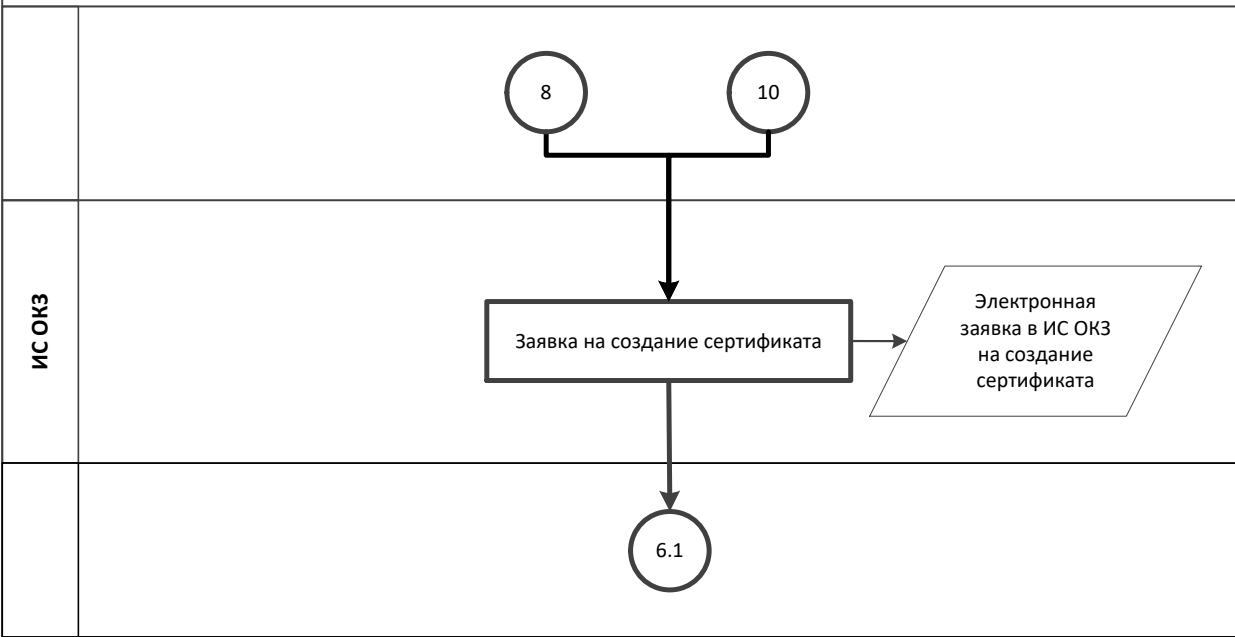 8
10
ИС ОКЗ
Заявка на создание сертификата
Электронная
заявка в ИС ОКЗ
на создание
сертификата
6.1